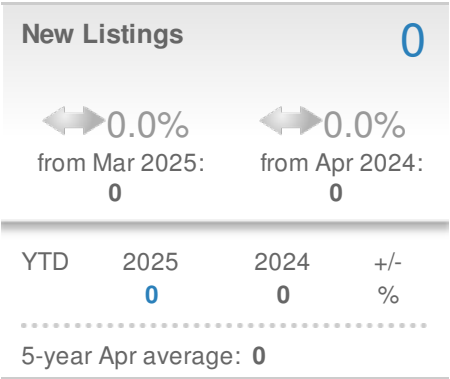 New Listings 0
0.0% 0.0%
from Mar 2025: from Apr 2024:
0 0
YTD 2025 2024 +/-
0 0 %
5-year Apr average: 0